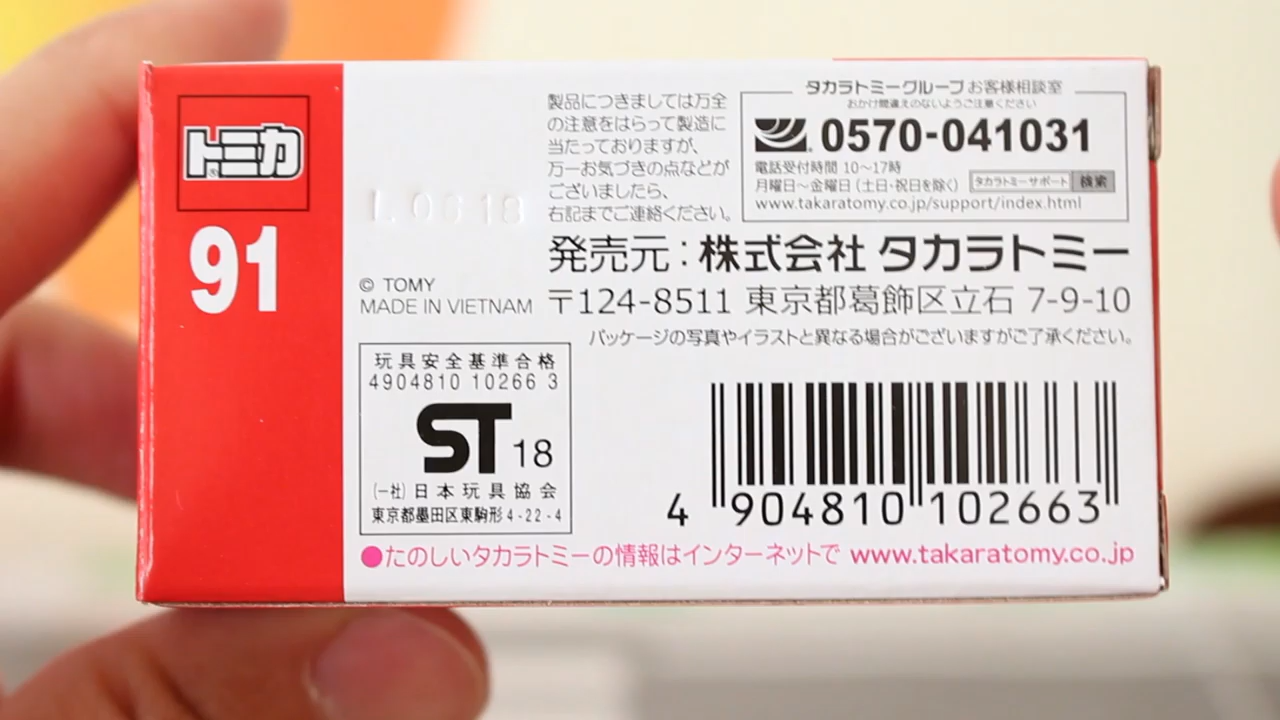 トミカ
91
L 0618
© TOMY
MADE IN VIETNAM
製品につきましては万全
の注意をはらって製造に
当たっておりますが、
万一お気づきの点などが
ございましたら、
右記までご連絡ください。
タカラトミーグループお客様相談室
おかけ間違えのないようご注意ください
0570-041031
電話受付時間 10〜17時
月曜日〜金曜日(土日・祝日を除く) タカラトミーサポート 検索
www.takaratomy.co.jp/support/index.html
発売元:株式会社 タカラトミー
〒124-8511 東京都葛飾区立石 7-9-10
パッケージの写真やイラストと異なる場合がございますがご了承ください。
玩具安全基準合格
4904810 10266 3
ST 18
(一社)日本玩具協会
東京都墨田区東駒形4-22-4
4 904810 102663
●たのしいタカラトミーの情報はインターネットで www.takaratomy.co.jp